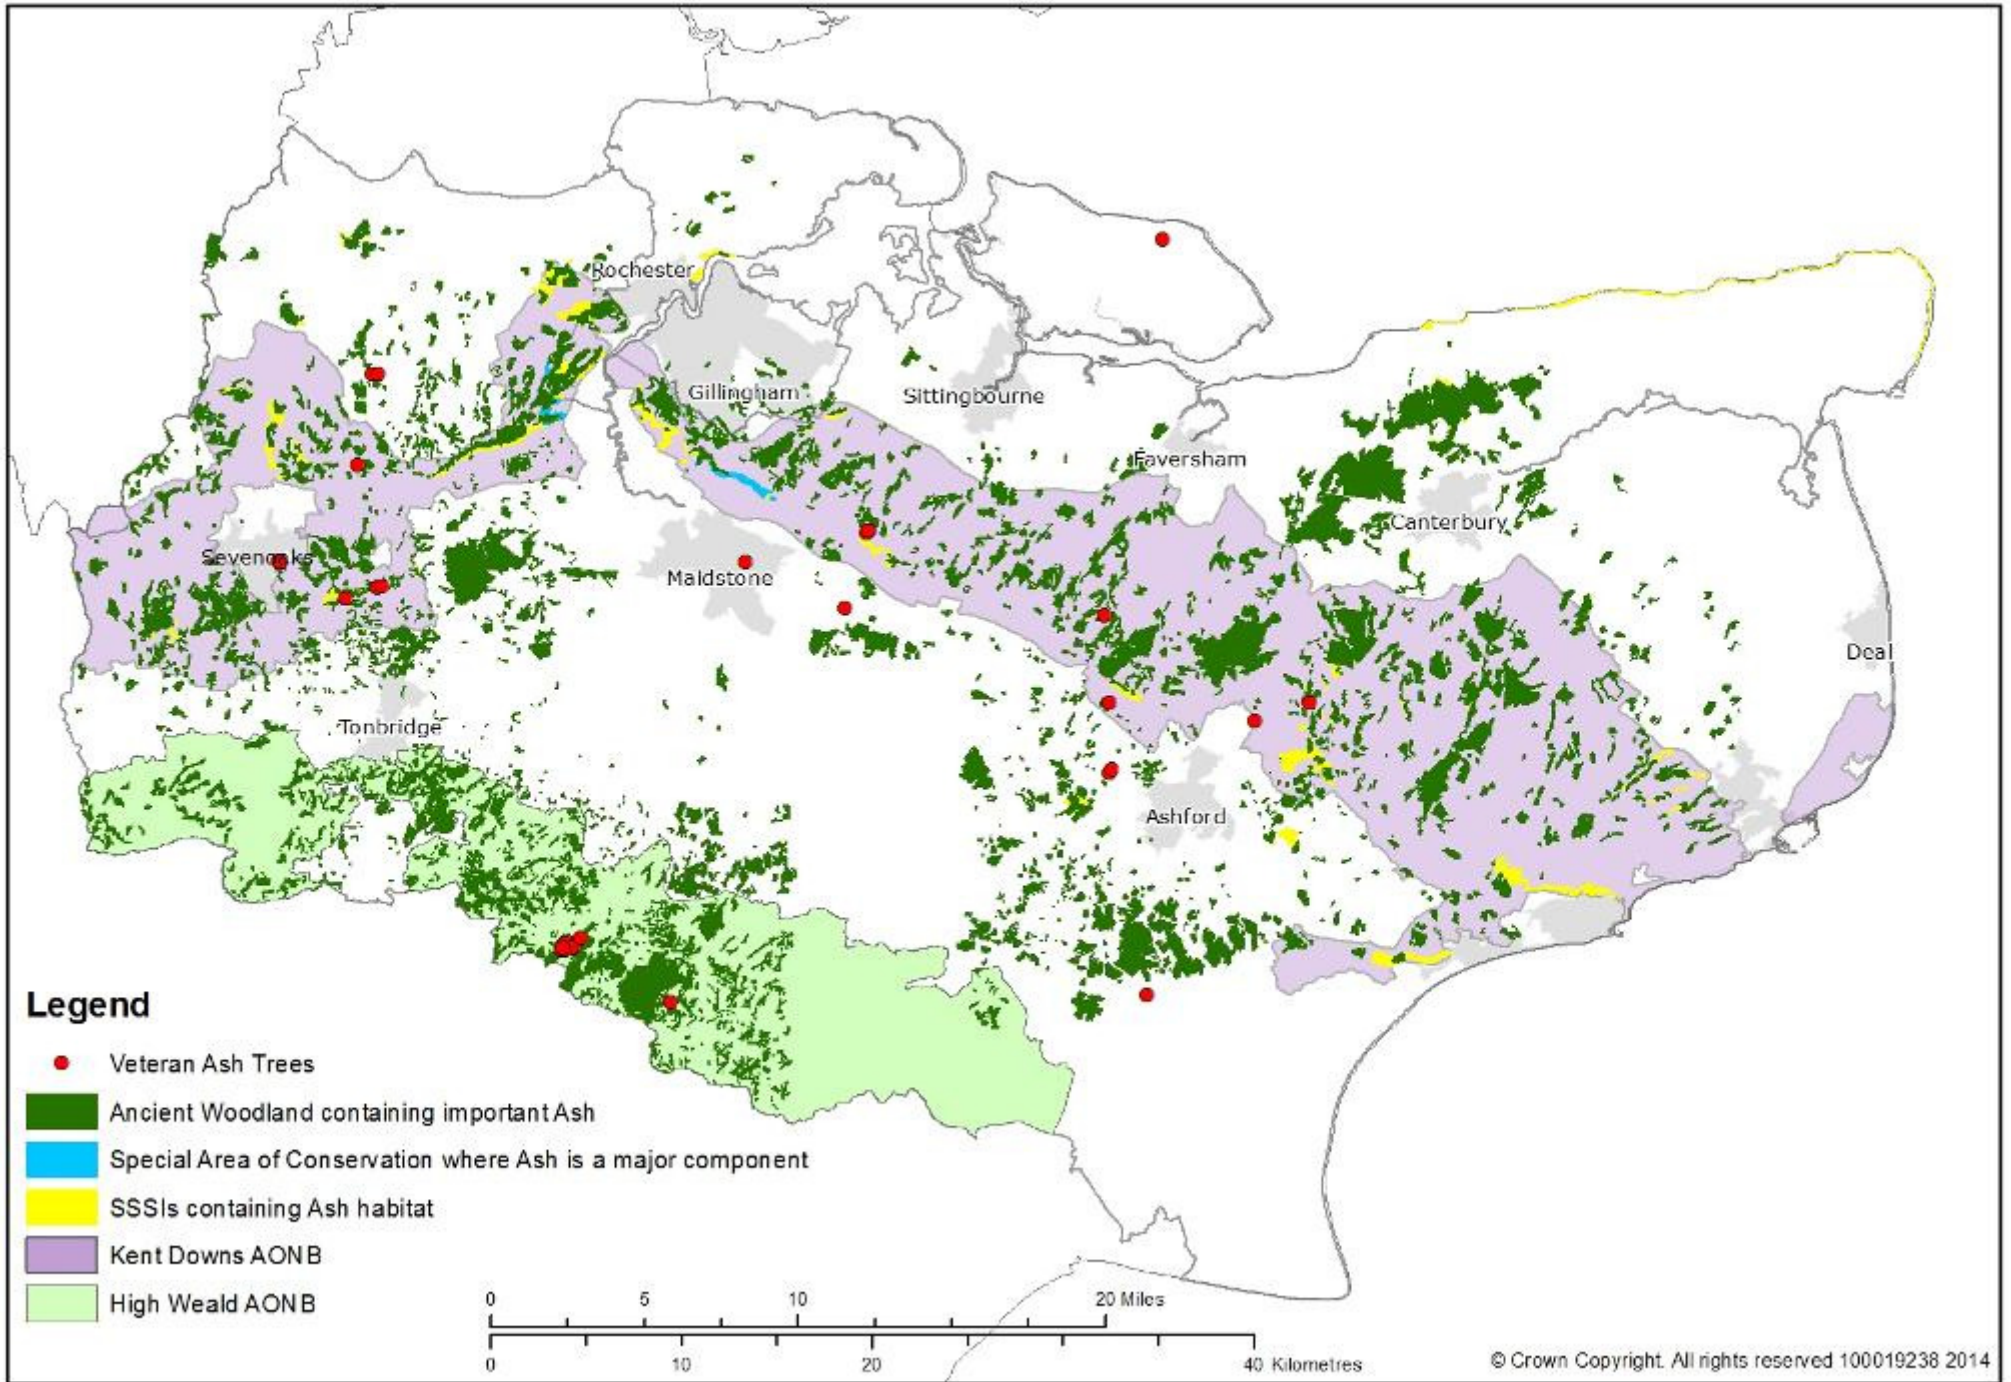 Rochester
Gillingham
Sittingbourne
Faversham
Canterbury
Sevenoaks
Maidstone
Deal
Tonbridge
Ashford
Legend
Veteran Ash Trees
Ancient Woodland containing important Ash
Special Area of Conservation where Ash is a major component
SSSIs containing Ash habitat
Kent Downs AONB
High Weald AONB
0 5 10 20 Miles
0 10 20 40 Kilometres
© Crown Copyright. All rights reserved 100019238 2014